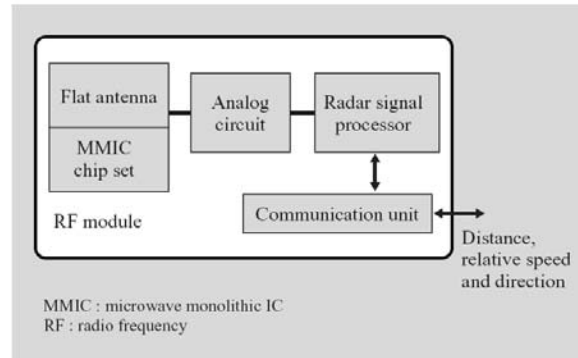 Flat antenna
MMIC
chip set
Analog
circuit
Radar signal
processor
RF module
Communication unit
Distance,
relative speed
and direction
MMIC : microwave monolithic IC
RF : radio frequency